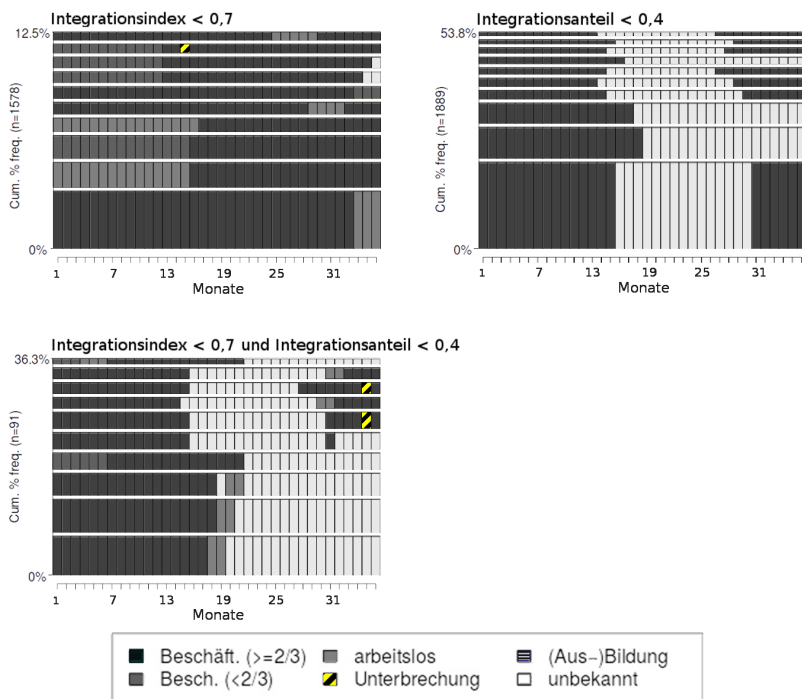 Integrationsindex < 0,7
12.5%
Cum. % freq. (n=1578)
0%
1 7 13 19 25 31
Monate
Integrationsanteil < 0,4
53.8%
Cum. % freq. (n=1889)
0%
1 7 13 19 25 31
Monate
Integrationsindex < 0,7 und Integrationsanteil < 0,4
36.3%
Cum. % freq. (n=91)
0%
1 7 13 19 25 31
Monate
Beschäft. (>=2/3) arbeitslos (Aus-)Bildung
Besch. (<2/3) Unterbrechung unbekannt